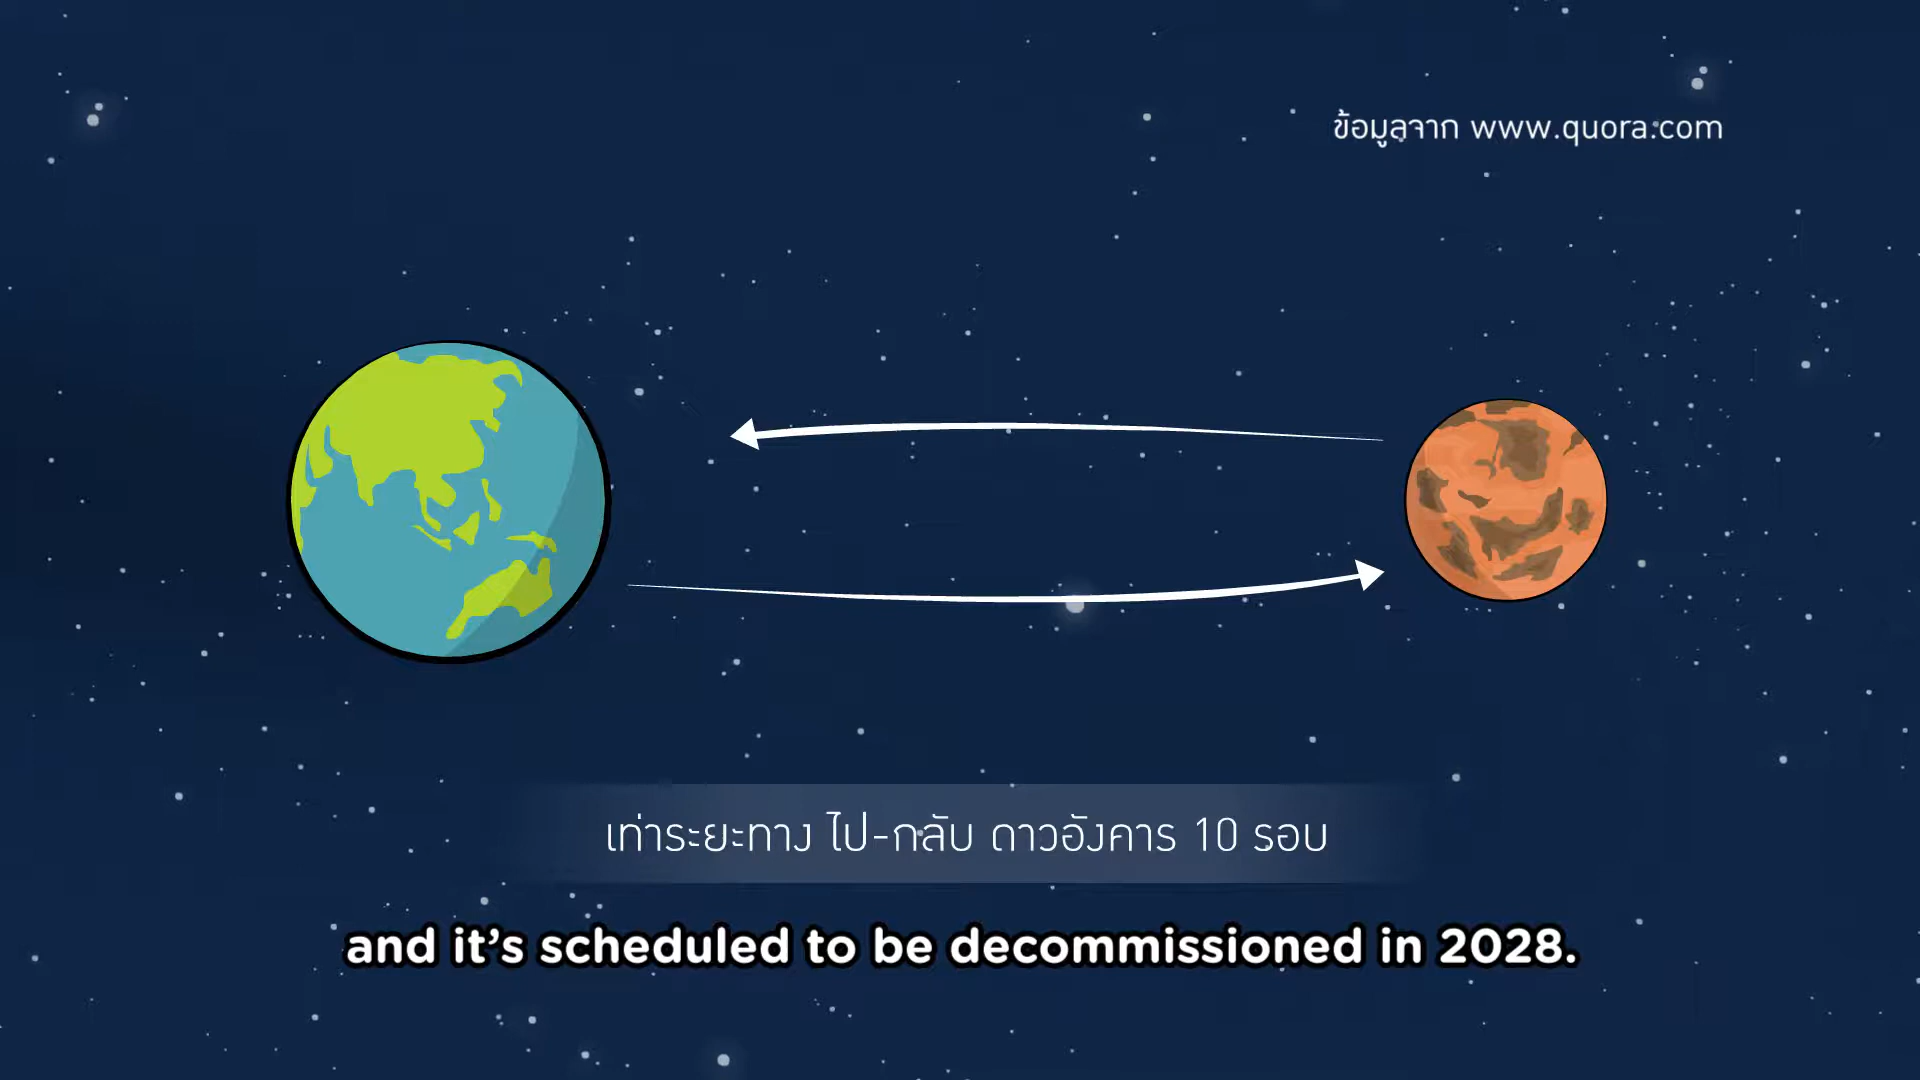 ข้อมูลจาก www.quora.com
เท่าระยะทาง ไป-กลับ ดาวอังคาร 10 รอบ
and it's scheduled to be decommissioned in 2028.